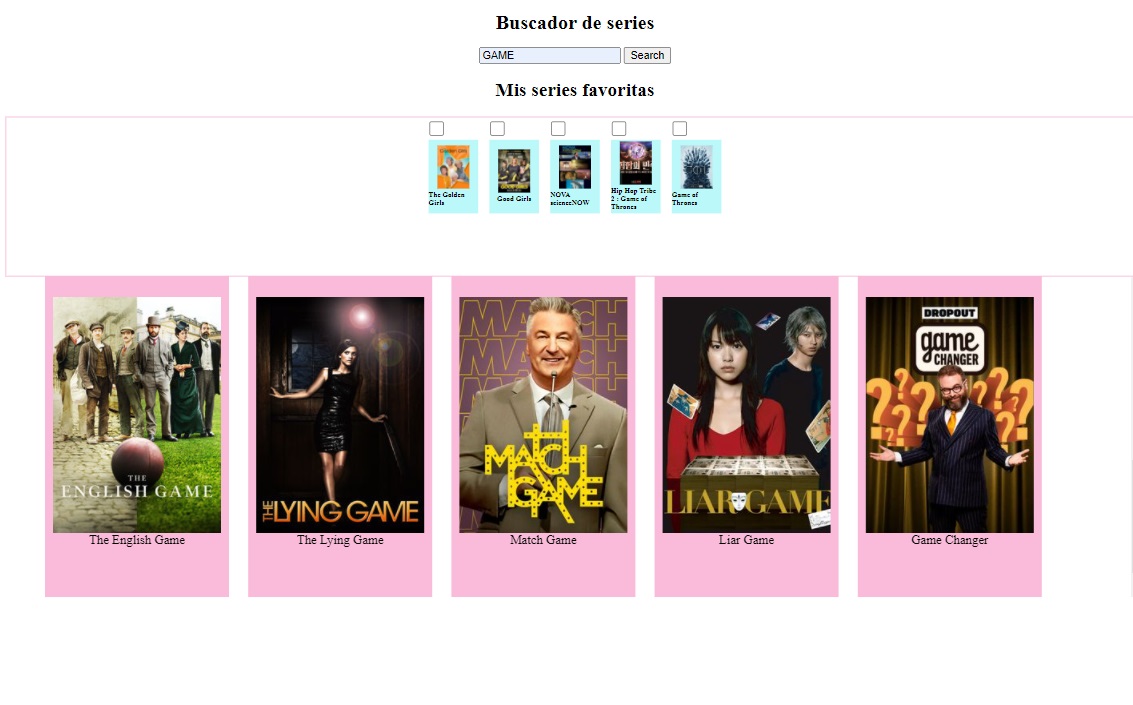 Buscador de series
GAME Search
Mis series favoritas
The Golden
Girls
Good Girls
NOVA
scienceNOW
Hip Hop Tribe
2 : Game of
Thrones
Game of
Thrones
THE
ENGLISH GAME
The English Game
THE LYING GAME
The Lying Game
MATCH
MATCH
MATCH
MATCH
GAME
Match Game
LIAR GAME
Liar Game
DROPOUT
game
CHANGER
Game Changer